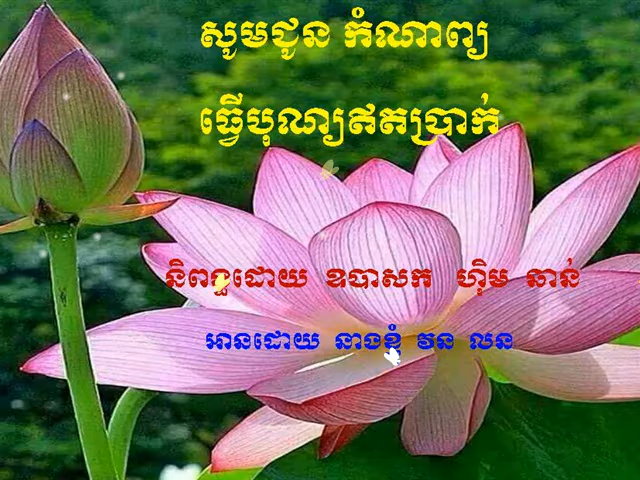 សូមជូន កំណាព្យ
ធ្វើបុណ្យឥតប្រាក់
និពន្ធដោយ ឧបាសក ហ៊ិម ឆាន់
អានដោយ នាងខ្ញុំ វន លន